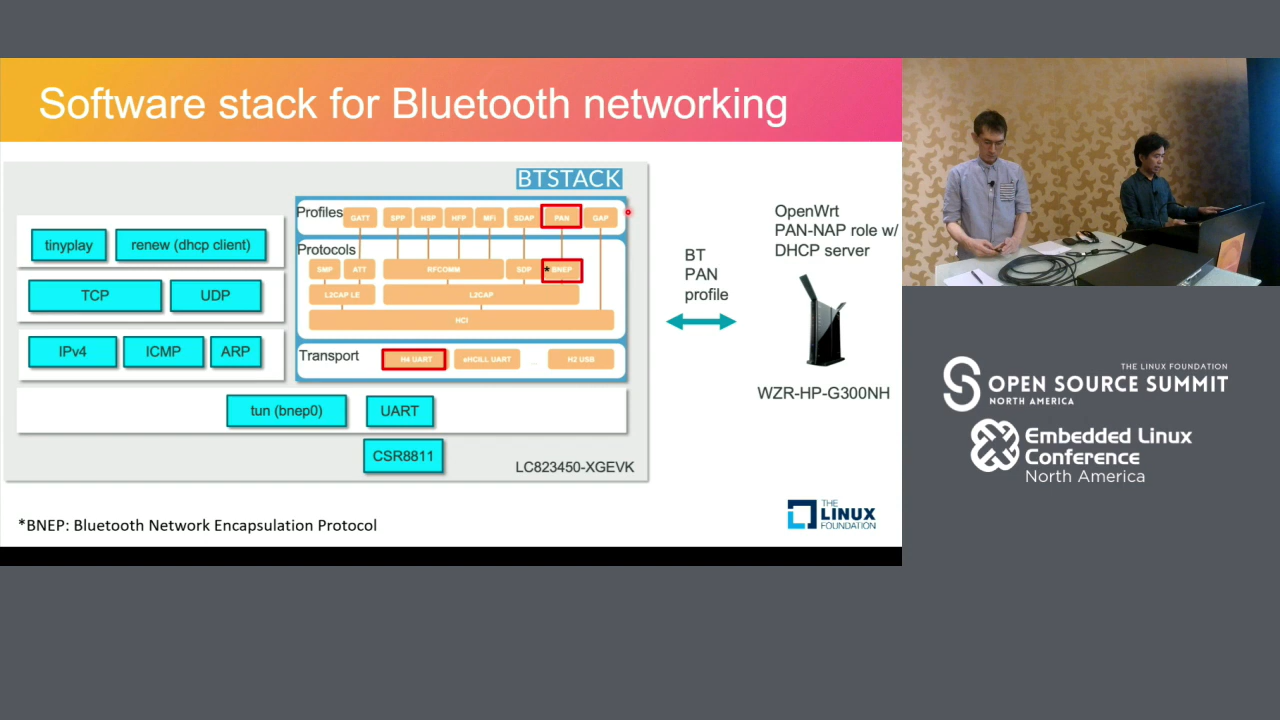 Software stack for Bluetooth networking
BTSTACK
Profiles
GATT
SPP
HSP
HFP
MFi
SDAP
PAN
GAP
tinyplay
renew (dhcp client)
Protocols
SMP
ATT
RFCOMM
SDP
*BNEP
TCP
UDP
L2CAP LE
L2CAP
HCI
IPv4
ICMP
ARP
Transport
H4 UART
eHCILL UART
...
H2 USB
tun (bnep0)
UART
CSR8811
LC823450-XGEVK
BT
PAN
profile
OpenWrt
PAN-NAP role w/
DHCP server
WZR-HP-G300NH
*BNEP: Bluetooth Network Encapsulation Protocol
THE
LINUX
FOUNDATION
THE LINUX FOUNDATION
OPEN SOURCE SUMMIT
NORTH AMERICA
Embedded Linux
Conference
North America